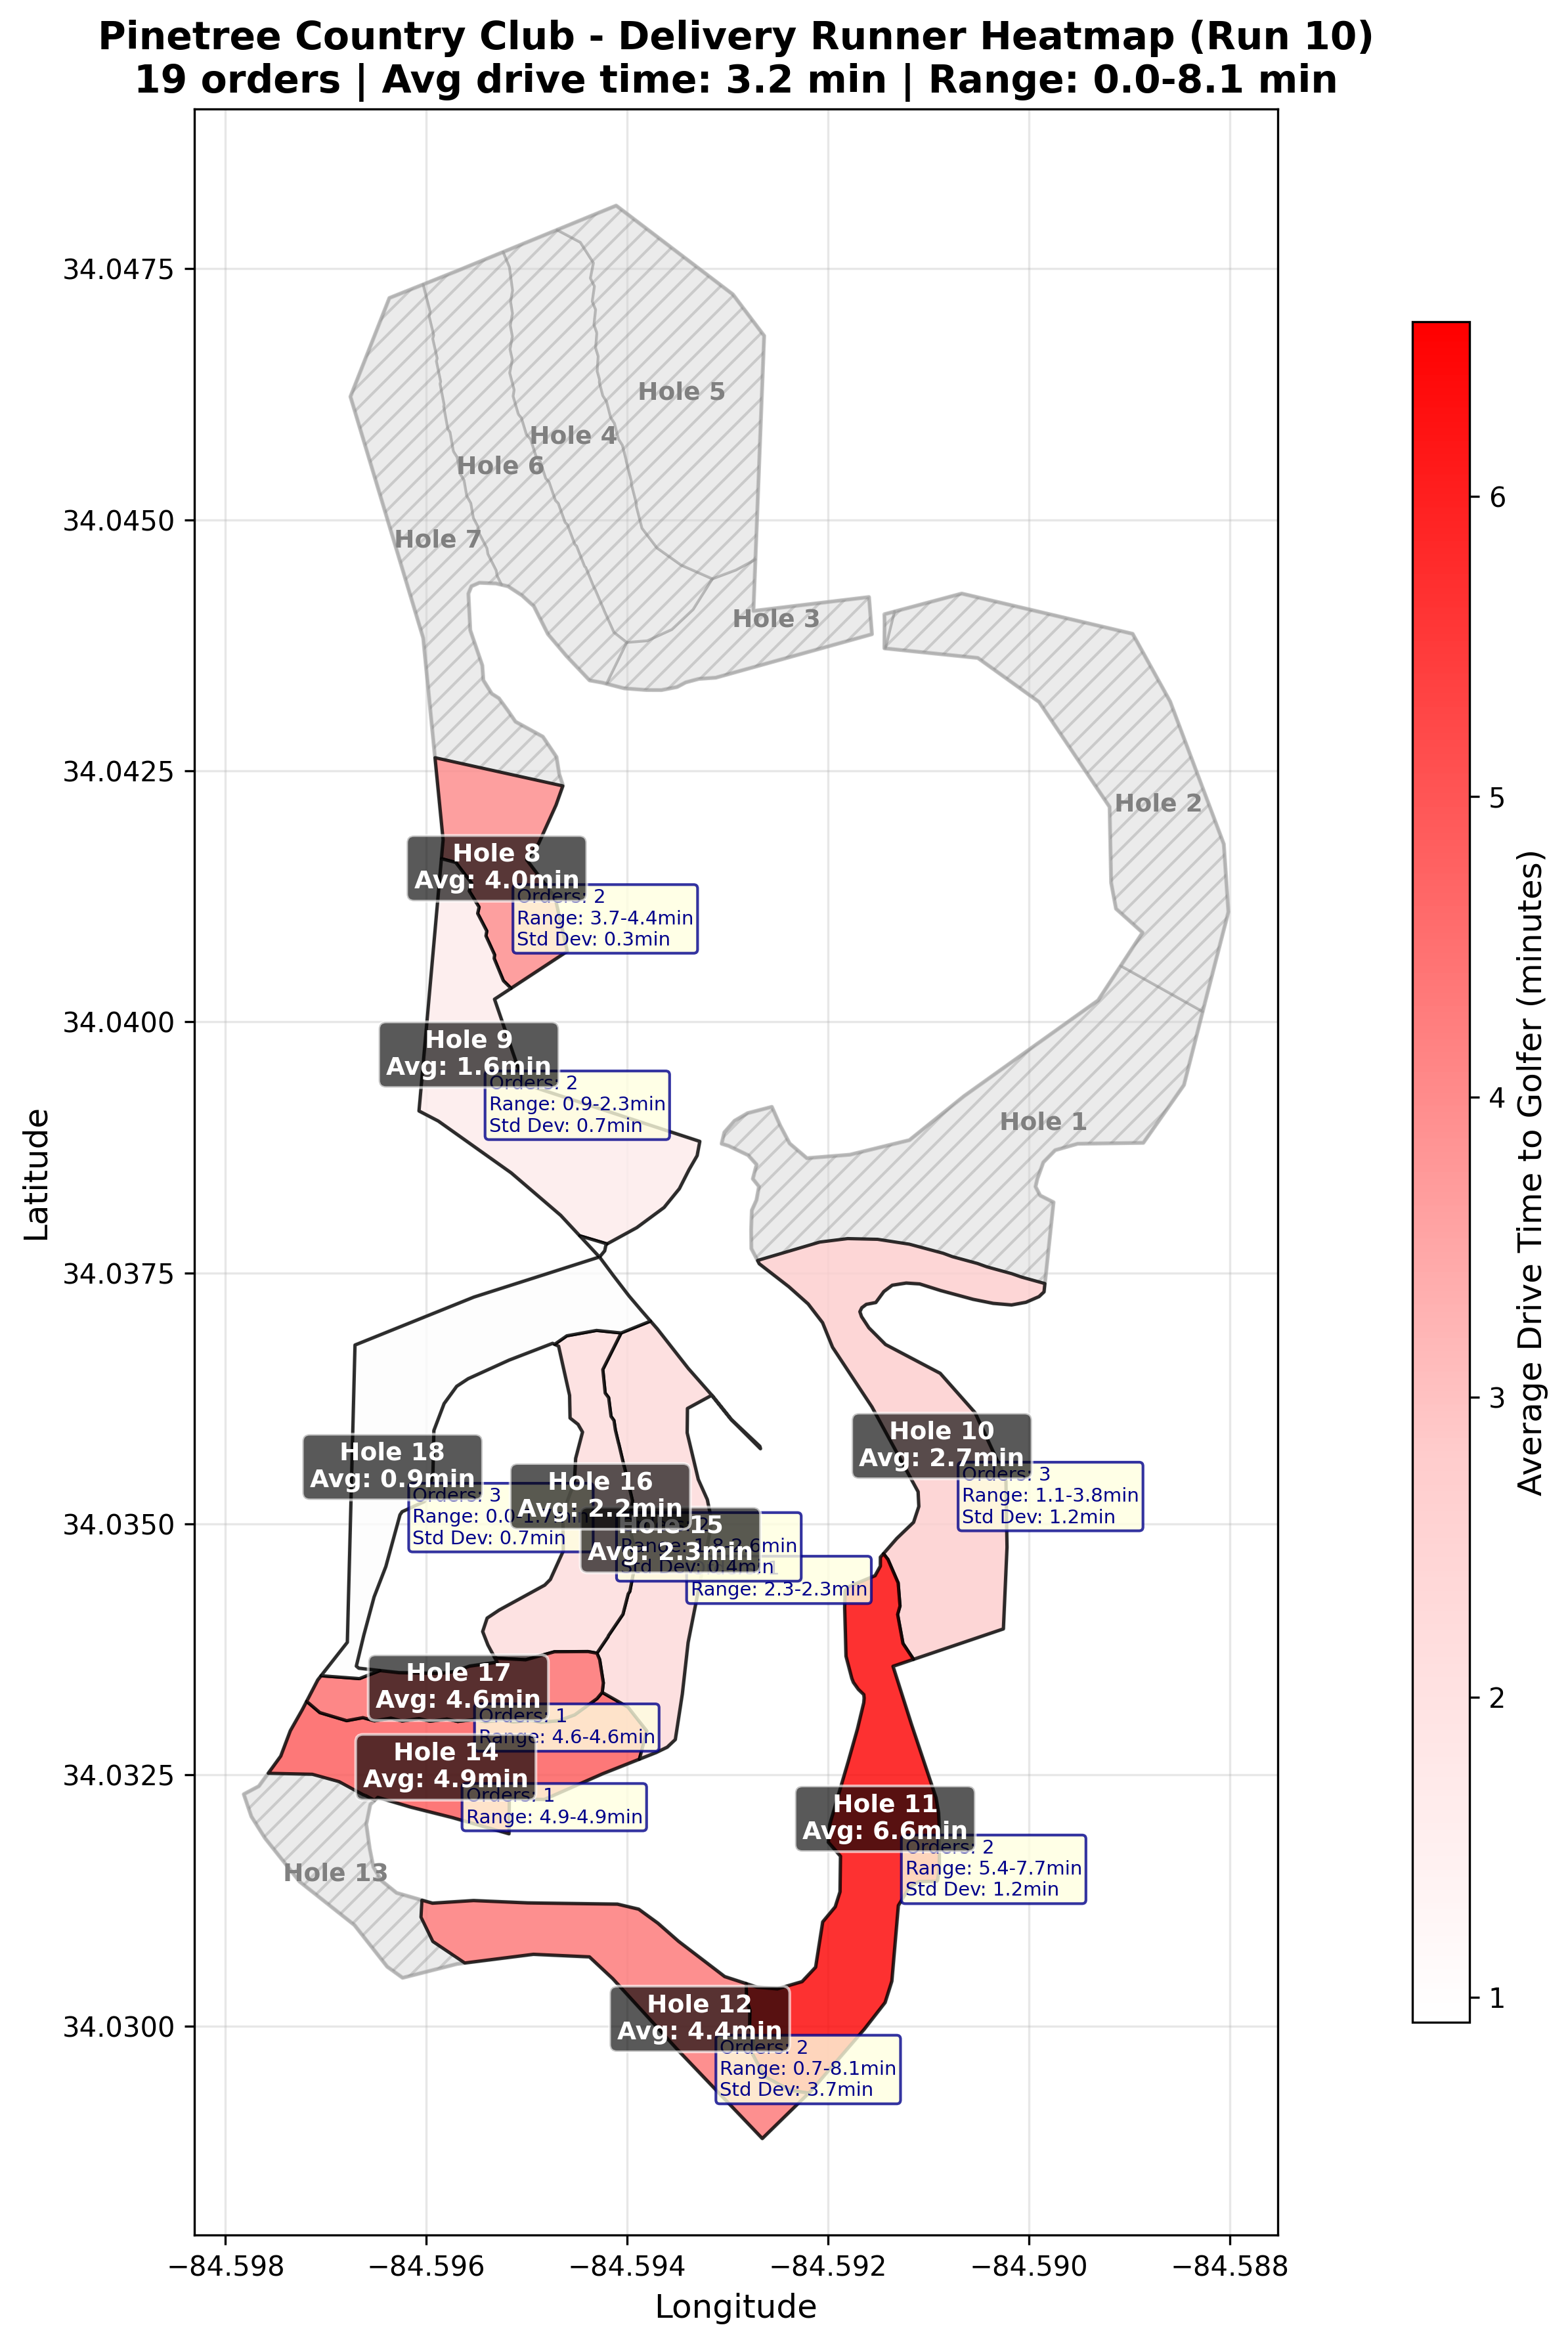 Pinetree Country Club - Delivery Runner Heatmap (Run 10)
19 orders | Avg drive time: 3.2 min | Range: 0.0-8.1 min
34.0475
34.0450
34.0425
34.0400
34.0375
34.0350
34.0325
34.0300
Latitude
−84.598
−84.596
−84.594
−84.592
−84.590
−84.588
Longitude
Hole 5
Hole 4
Hole 6
Hole 7
Hole 3
Hole 2
Hole 1
Hole 8
Avg: 4.0min
Orders: 2
Range: 3.7-4.4min
Std Dev: 0.3min
Hole 9
Avg: 1.6min
Orders: 2
Range: 0.9-2.3min
Std Dev: 0.7min
Hole 10
Avg: 2.7min
Orders: 3
Range: 1.1-3.8min
Std Dev: 1.2min
Hole 18
Avg: 0.9min
Orders: 3
Range:
Std Dev: 0.7min
Hole 16
Avg: 2.2min
Hole 15
Avg: 2.3min
Std Dev: 0.4min
Range: 2.3-2.3min
Hole 17
Avg: 4.6min
Orders: 1
Range: 4.6-4.6min
Hole 14
Avg: 4.9min
Orders: 1
Range: 4.9-4.9min
Hole 13
Hole 11
Avg: 6.6min
Orders: 2
Range: 5.4-7.7min
Std Dev: 1.2min
Hole 12
Avg: 4.4min
Orders: 2
Range: 0.7-8.1min
Std Dev: 3.7min
6
5
4
3
2
1
Average Drive Time to Golfer (minutes)